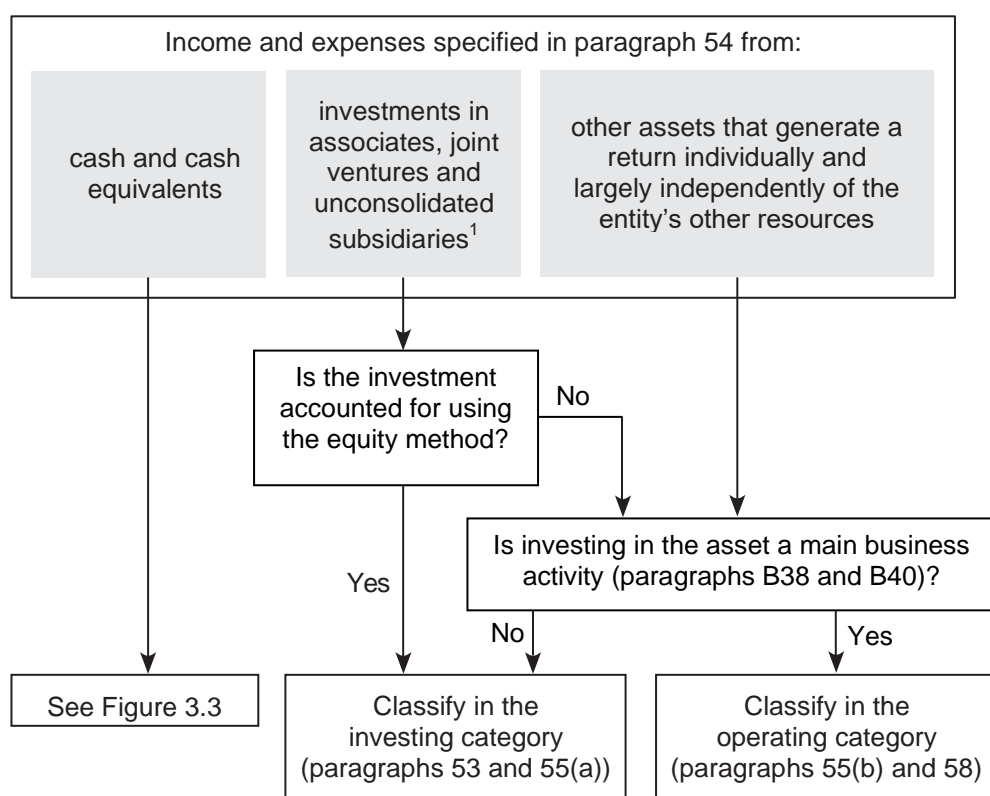 Income and expenses specified in paragraph 54 from:
cash and cash
equivalents
investments in
associates, joint
ventures and
unconsolidated
subsidiaries¹
other assets that generate a
return individually and
largely independently of the
entity’s other resources
Is the investment
accounted for using
the equity method?
No
Is investing in the asset a main business
activity (paragraphs B38 and B40)?
Yes
No
Yes
See Figure 3.3
Classify in the
investing category
(paragraphs 53 and 55(a))
Classify in the
operating category
(paragraphs 55(b) and 58)